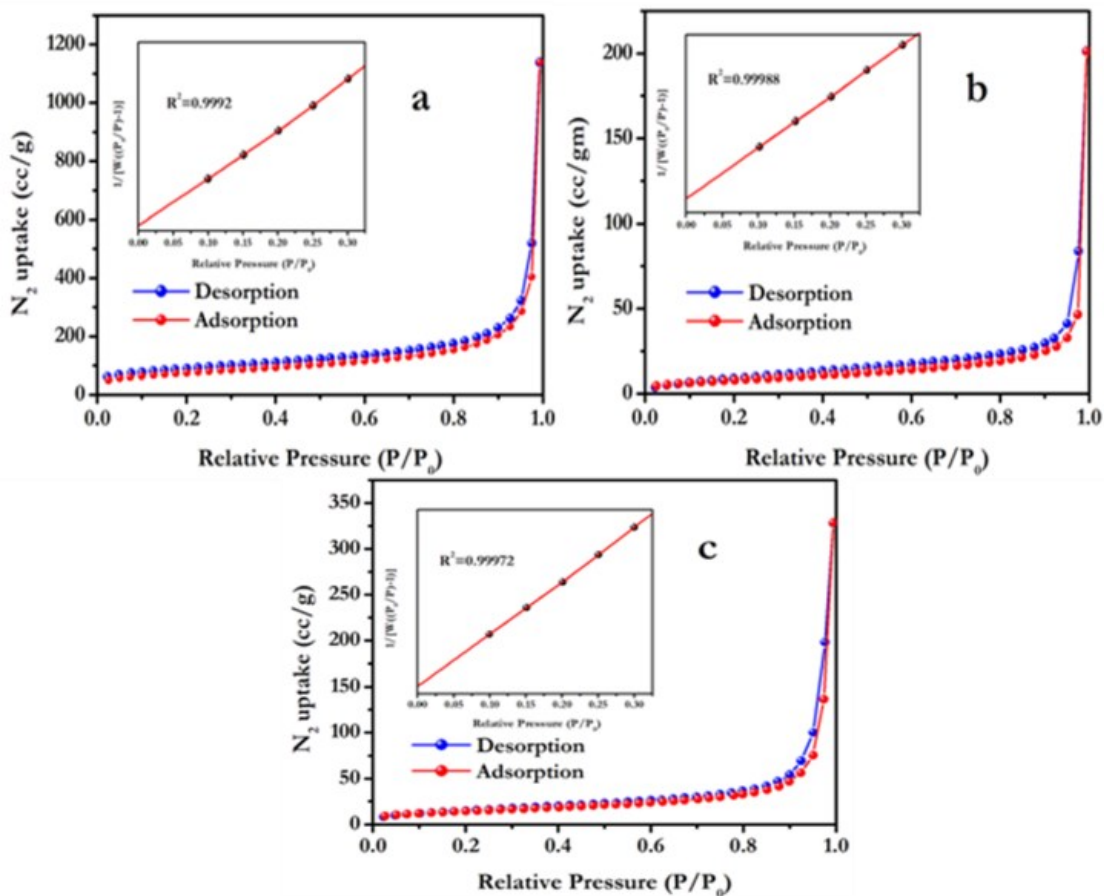 1200
1000
800
600
400
200
0
N₂ uptake (cc/g)
1/[W((P₀/P)-1)]
R²=0.9992
a
0.00 0.05 0.10 0.15 0.20 0.25 0.30
Relative Pressure (P/P₀)
Desorption
Adsorption
0.0 0.2 0.4 0.6 0.8 1.0
Relative Pressure (P/P₀)
200
150
100
50
0
N₂ uptake (cc/gm)
1/[W((P₀/P)-1)]
R²=0.99988
b
0.00 0.05 0.10 0.15 0.20 0.25 0.30
Relative Pressure (P/P₀)
Desorption
Adsorption
0.0 0.2 0.4 0.6 0.8 1.0
Relative Pressure (P/P₀)
350
300
250
200
150
100
50
0
N₂ uptake (cc/g)
1/[W((P₀/P)-1)]
R²=0.99972
c
0.00 0.05 0.10 0.15 0.20 0.25 0.30
Relative Pressure (P/P₀)
Desorption
Adsorption
0.0 0.2 0.4 0.6 0.8 1.0
Relative Pressure (P/P₀)